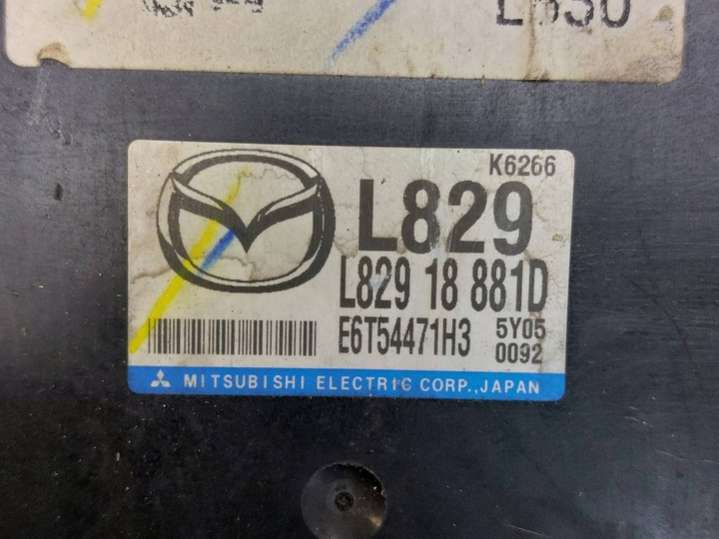 K6266
L829
L829 18 881D
E6T54471H3
5Y05
0092
MITSUBISHI ELECTRIC CORP., JAPAN